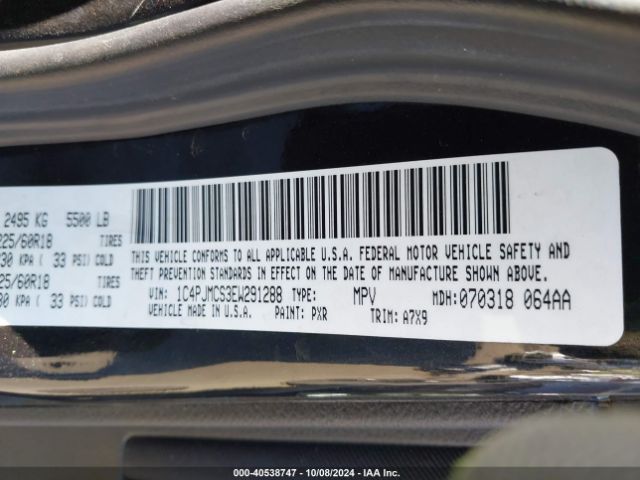 2495 KG 5500 LB
225/60R18 TIRES
230 KPA ( 33 PSI) COLD
225/60R18 TIRES
230 KPA ( 33 PSI) COLD
THIS VEHICLE CONFORMS TO ALL APPLICABLE U.S.A. FEDERAL MOTOR VEHICLE SAFETY AND
THEFT PREVENTION STANDARDS IN EFFECT ON THE DATE OF MANUFACTURE SHOWN ABOVE.
VIN: 1C4PJMCS3EW291288 TYPE: MPV MDH: 070318 064AA
VEHICLE MADE IN U.S.A. PAINT: PXR TRIM: A7X9
© - 40538747 - 10/08/2024 - IAA Inc.